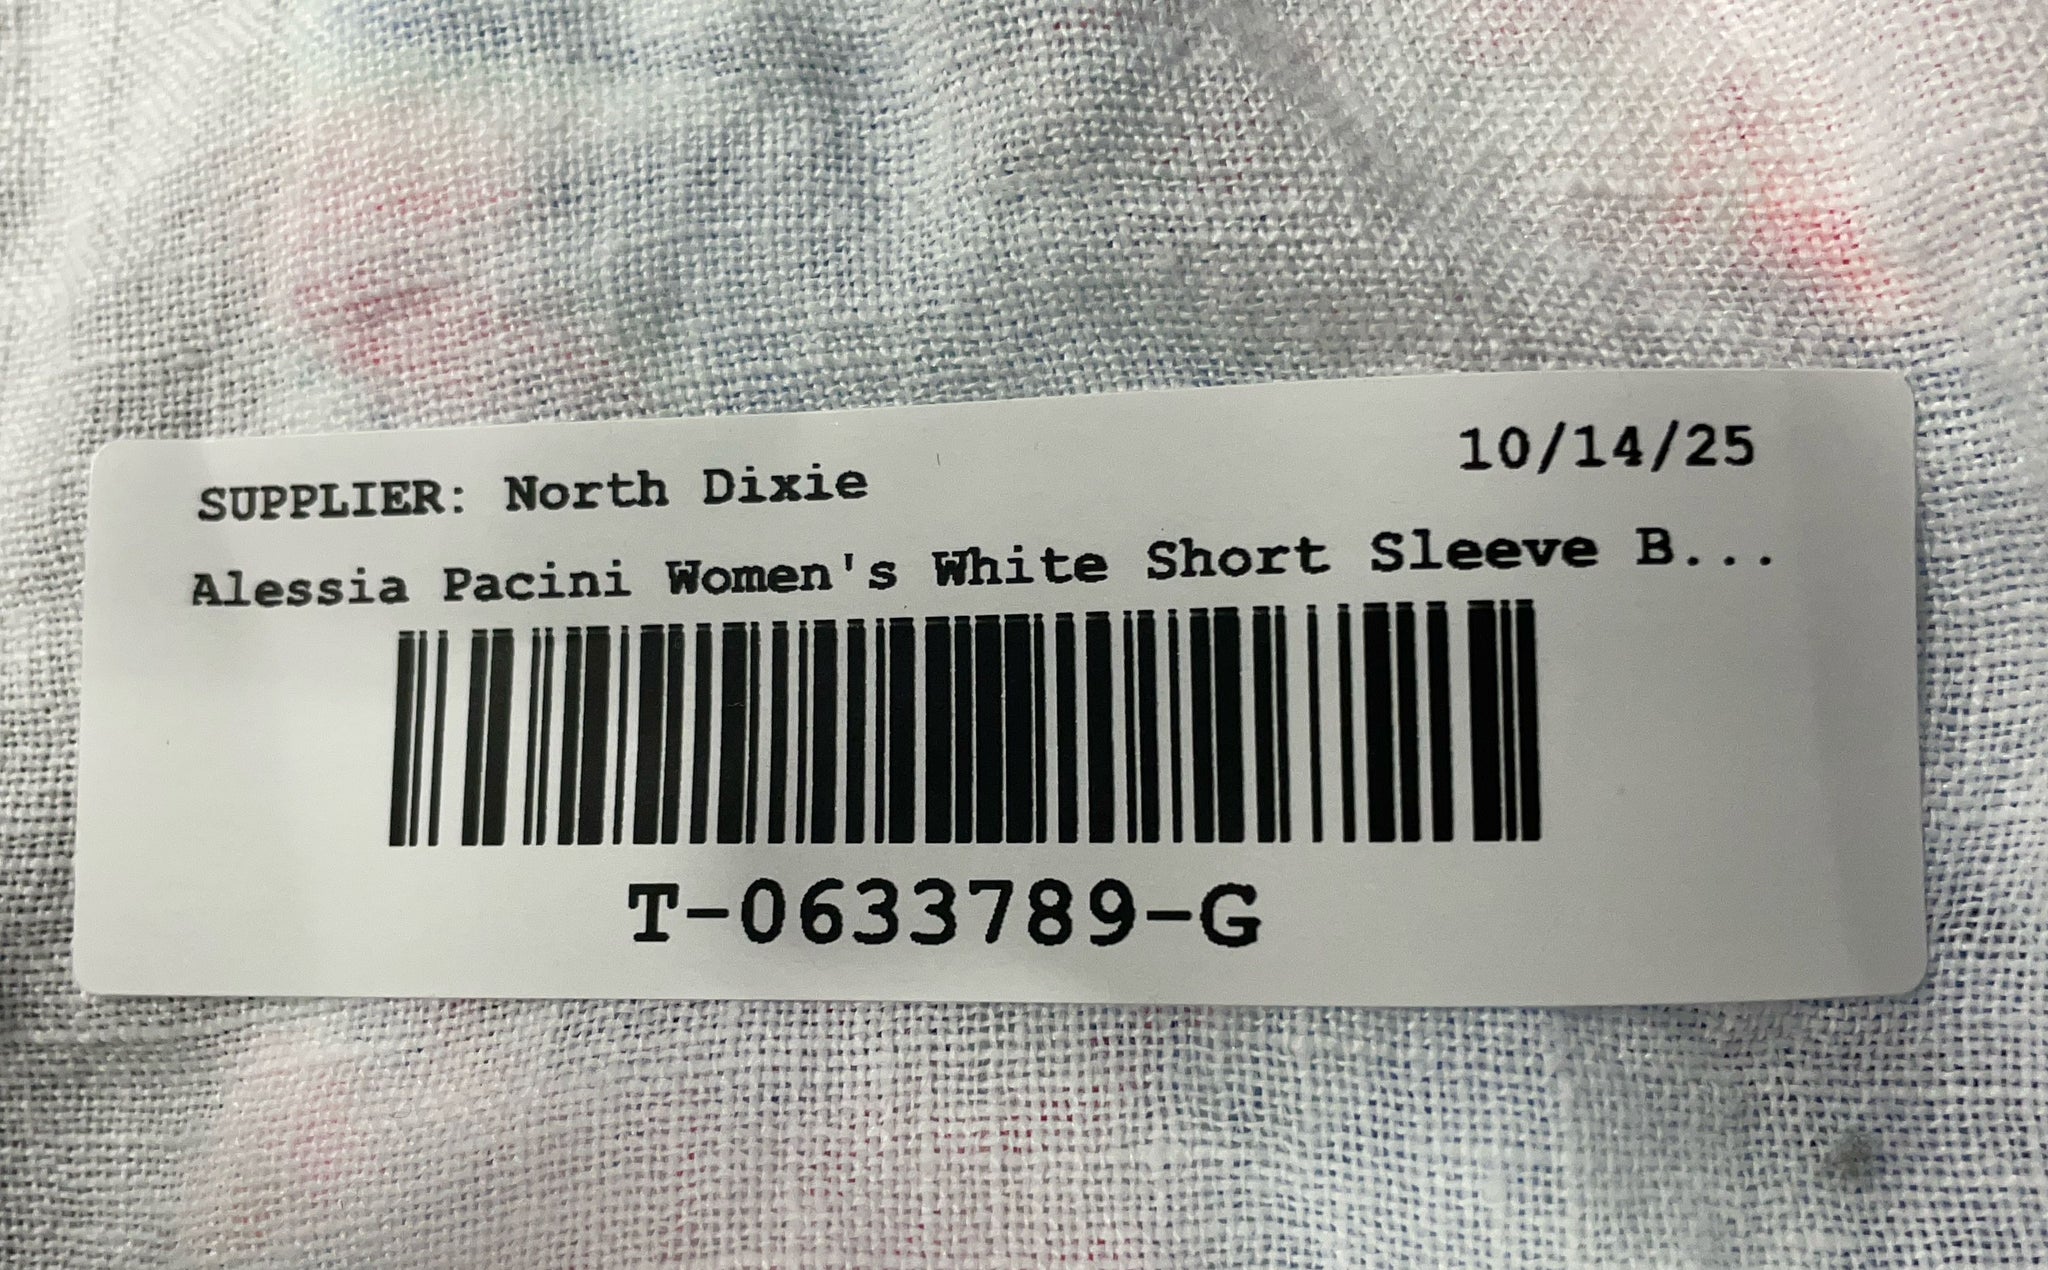 SUPPLIER: North Dixie 10/14/25
Alessia Pacini Women's White Short Sleeve B...
T-0633789-G